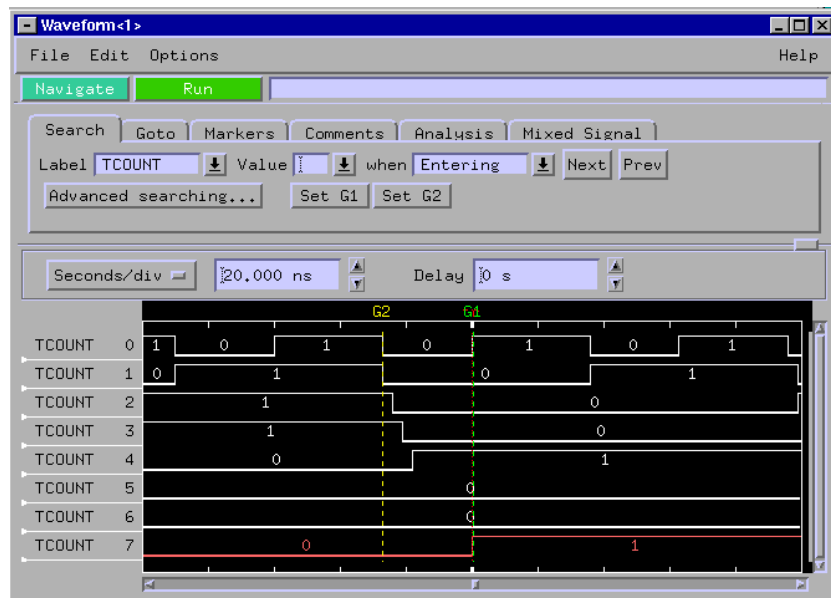 Waveform<1>
File Edit Options Help
Navigate Run
Search Goto Markers Comments Analysis Mixed Signal
Label TCOUNT Value when Entering Next Prev
Advanced searching... Set G1 Set G2
Seconds/div 20.000 ns Delay 0 s
G2 G1
TCOUNT 0 1 0 1 0 1 0 1
TCOUNT 1 0 1 0 1
TCOUNT 2 1 0
TCOUNT 3 1 0
TCOUNT 4 0 1
TCOUNT 5 0
TCOUNT 6 0
TCOUNT 7 0 1